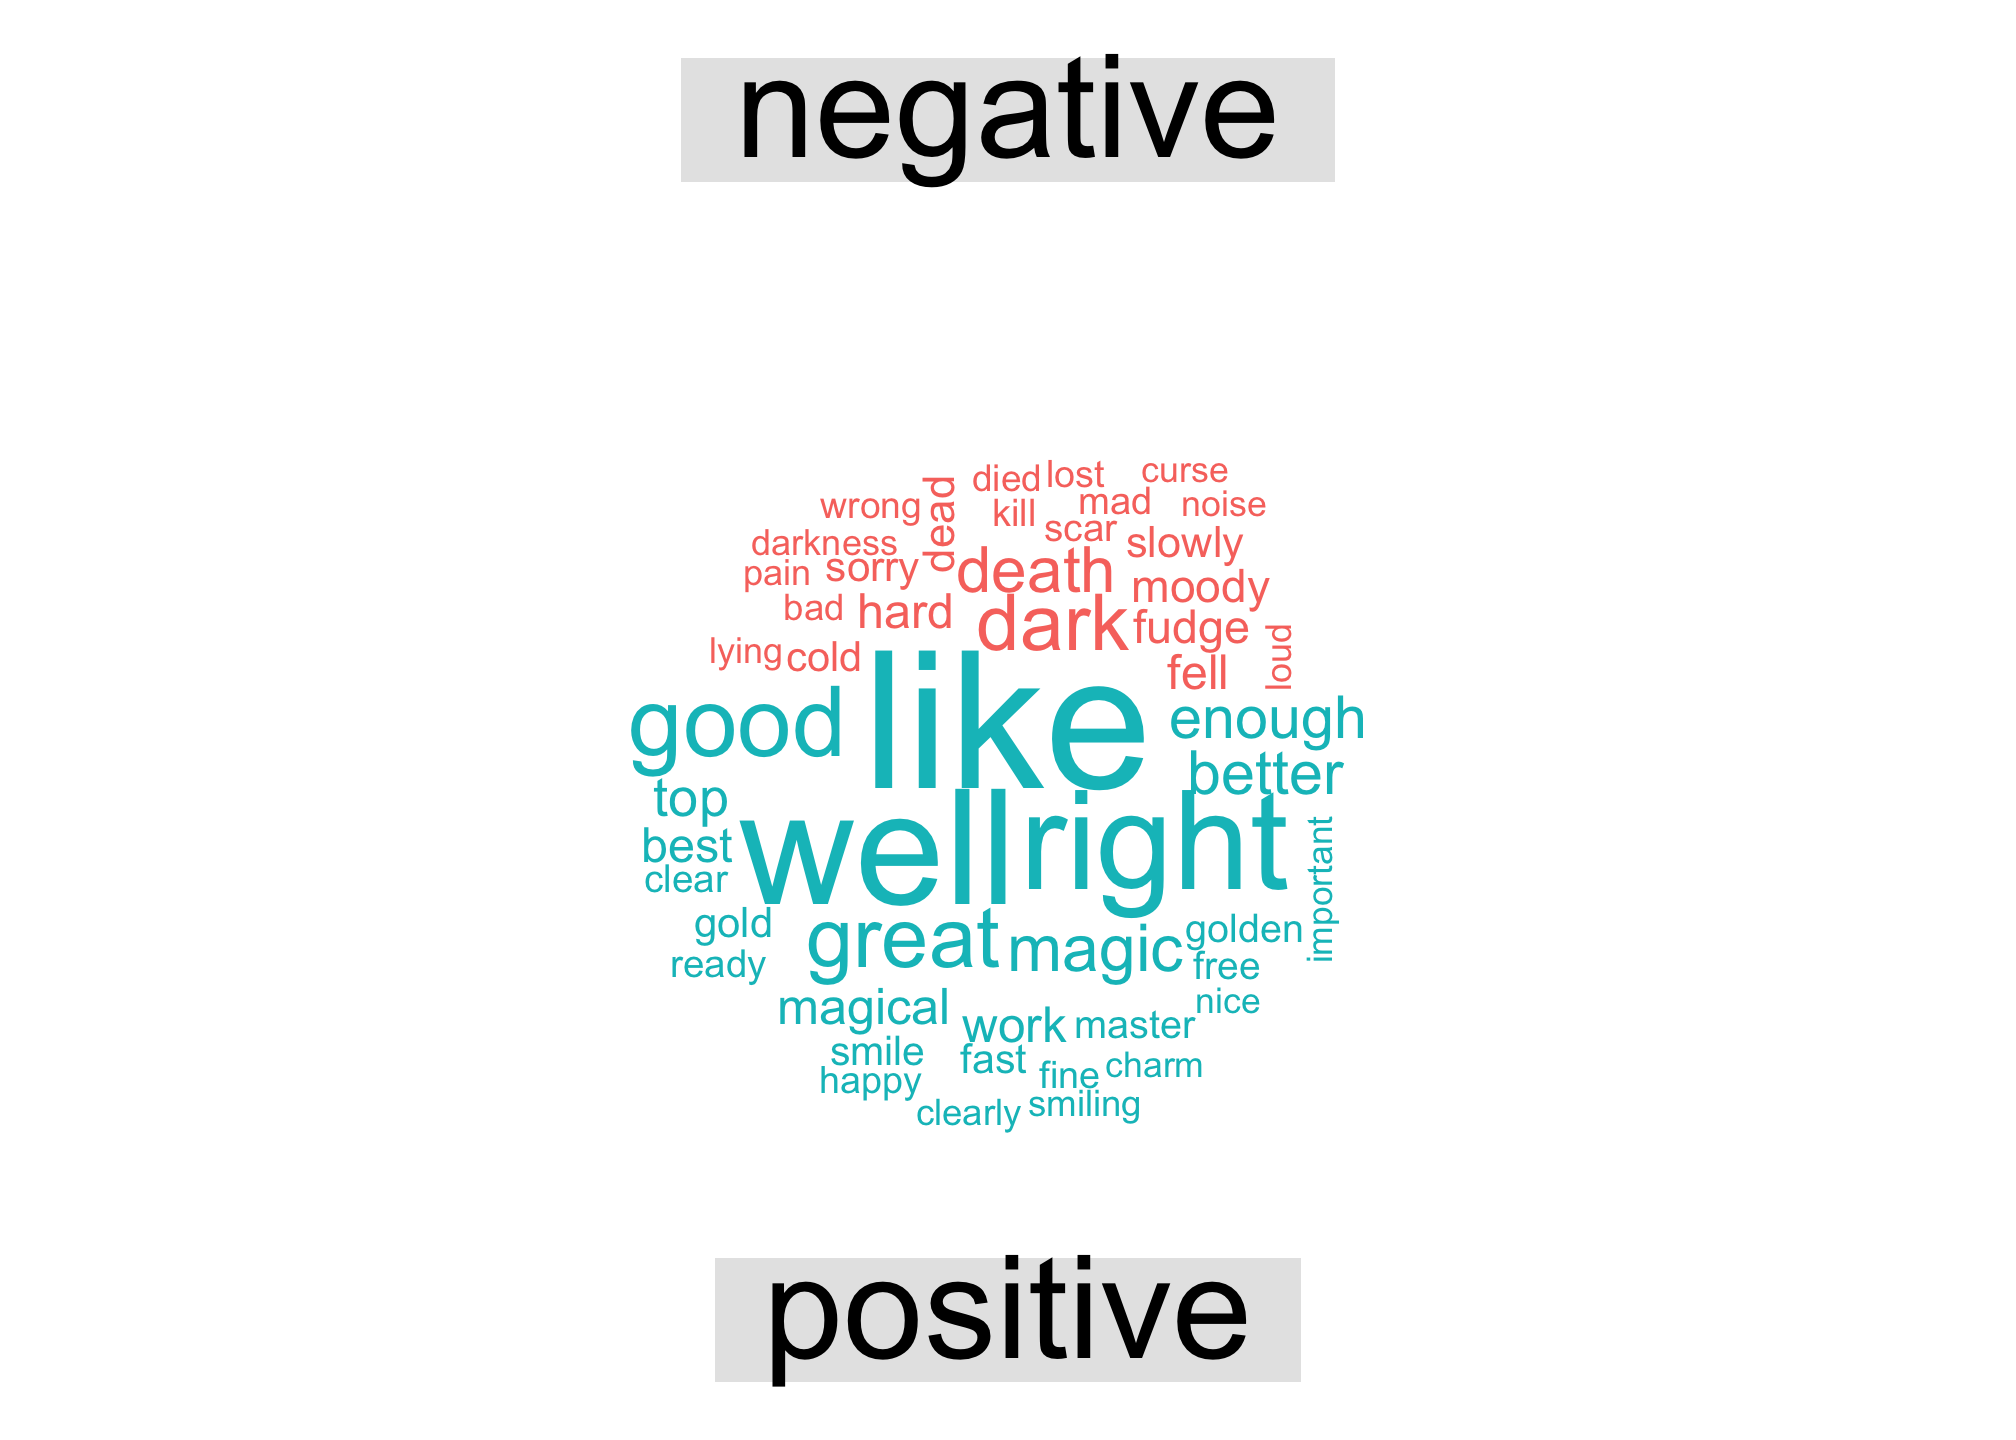 negative
died lost curse
wrong dead kill mad noise
darkness scar slowly
pain sorry death moody
bad hard dark fudge
lying cold fell loud
good like enough
better
top well right important
best
clear
gold great magic golden
ready free
magical work master nice
smile fast
happy fine charm
clearly smiling
positive